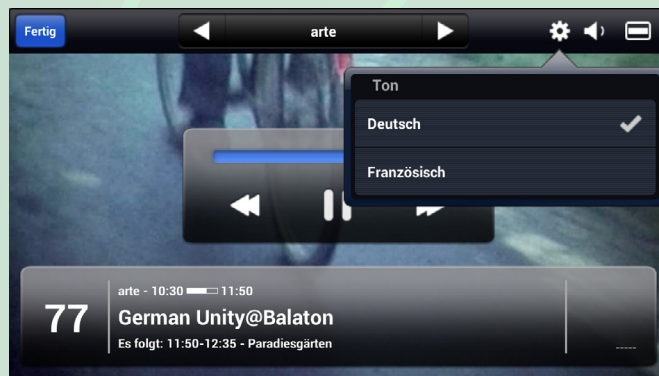 Fertig
arte
Ton
Deutsch
Französisch
77
arte - 10:30 11:50
German Unity@Balaton
Es folgt: 11:50-12:35 - Paradiesgärten
-----